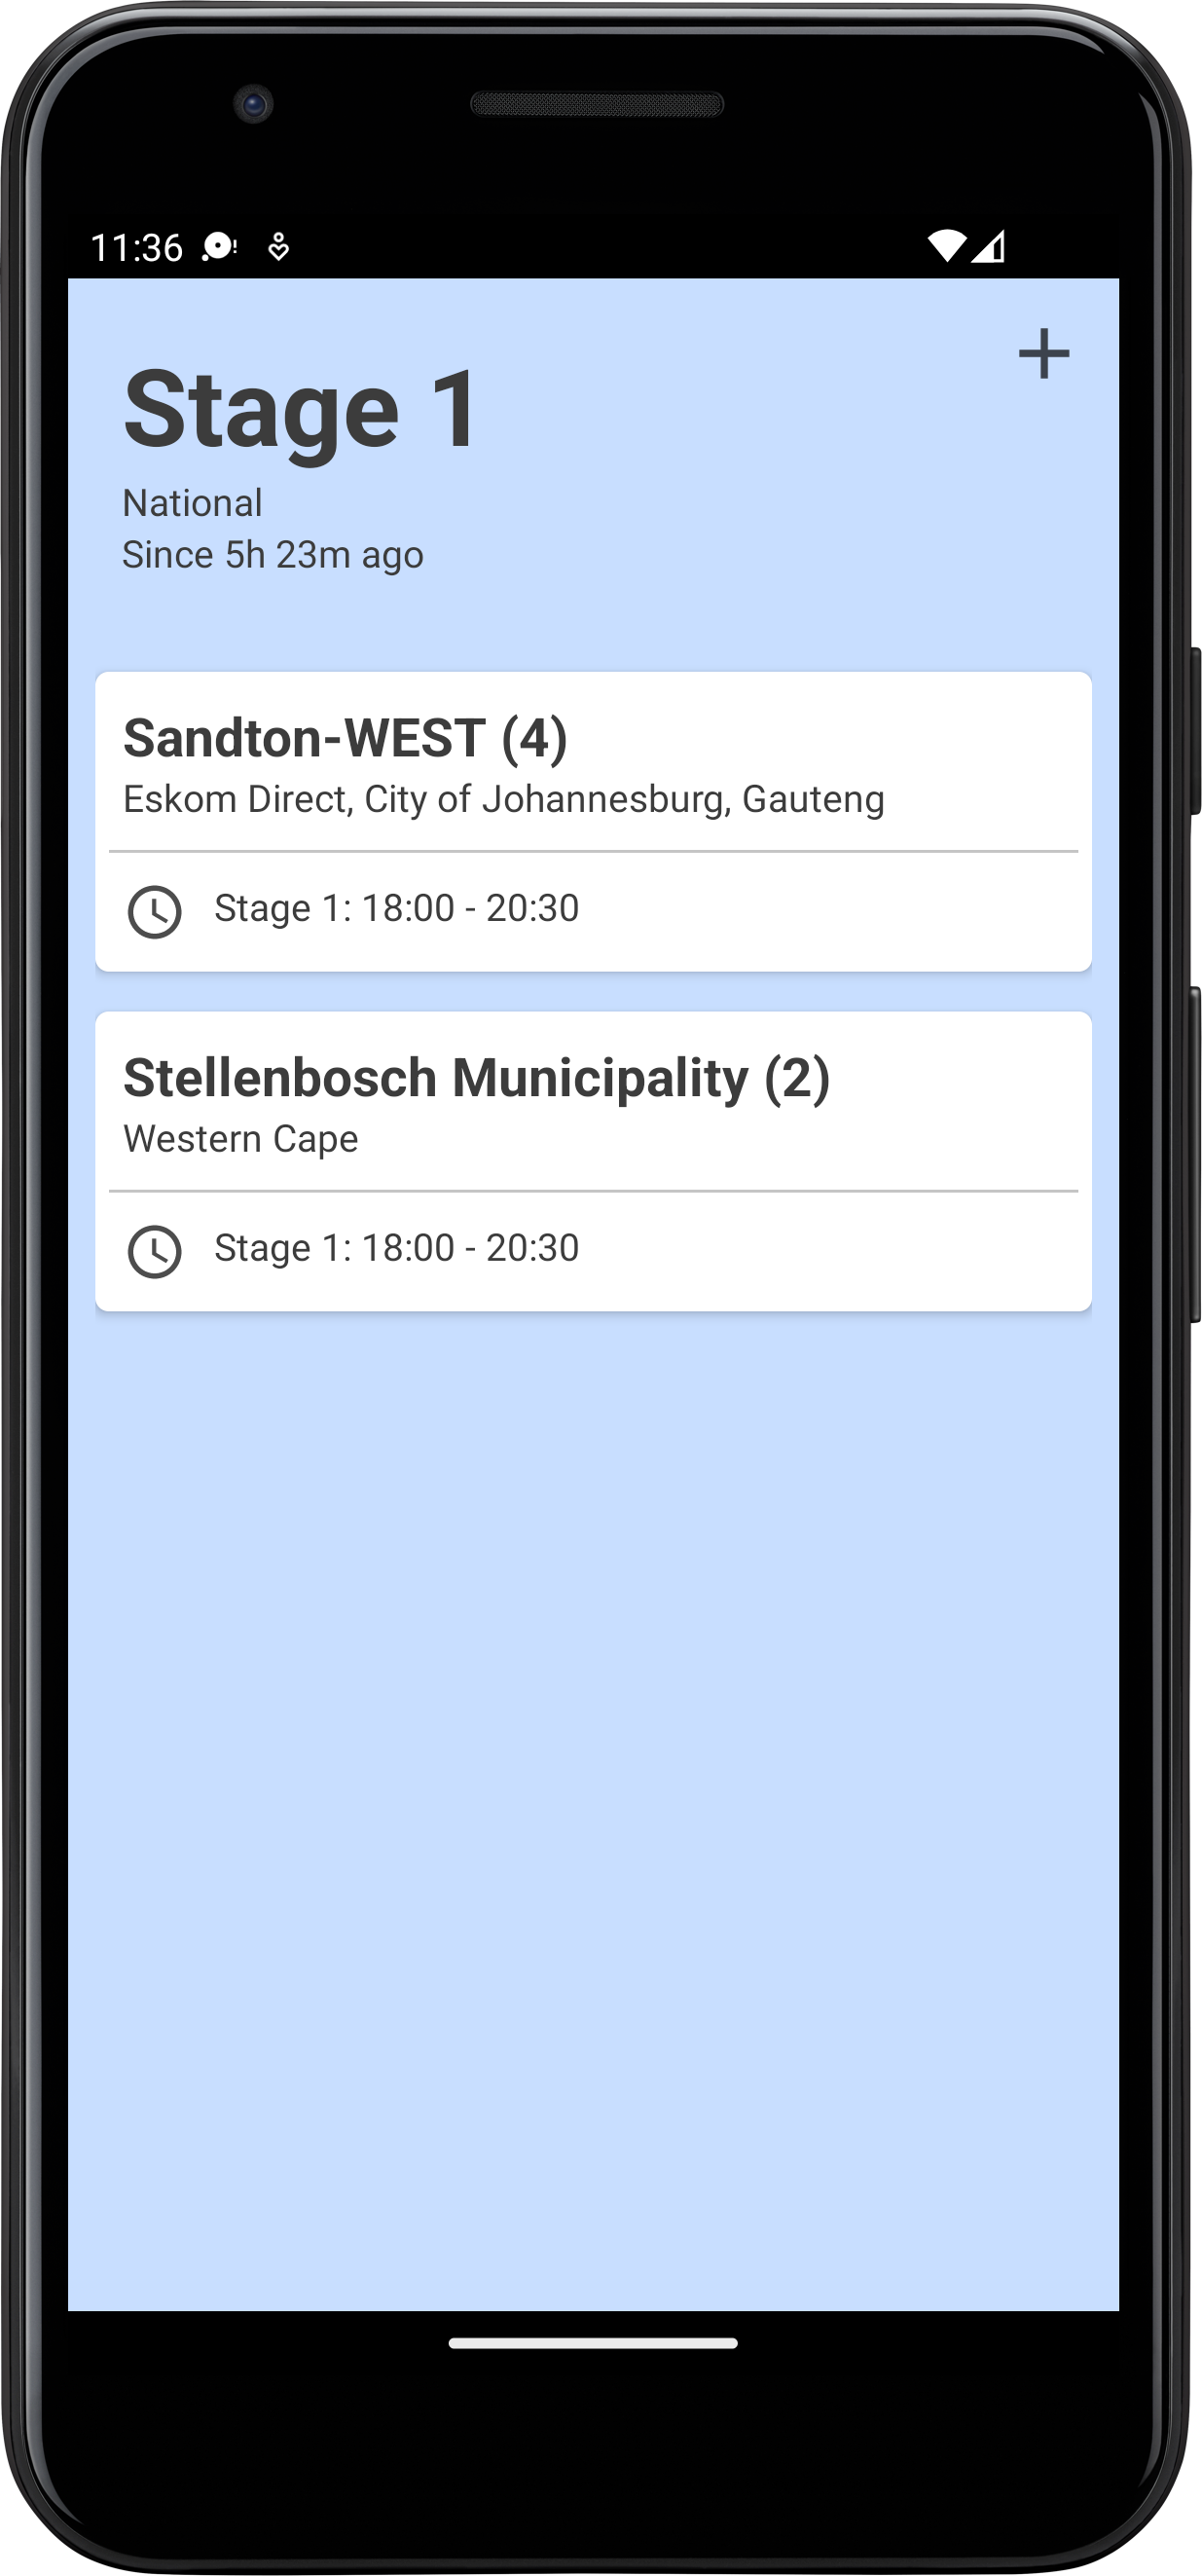 11:36
Stage 1
National
Since 5h 23m ago
Sandton-WEST (4)
Eskom Direct, City of Johannesburg, Gauteng
Stage 1: 18:00 - 20:30
Stellenbosch Municipality (2)
Western Cape
Stage 1: 18:00 - 20:30